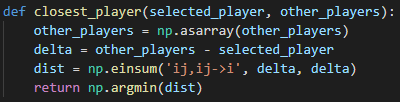 def closest_player(selected_player, other_players):
    other_players = np.asarray(other_players)
    delta = other_players - selected_player
    dist = np.einsum('ij,ij->i', delta, delta)
    return np.argmin(dist)